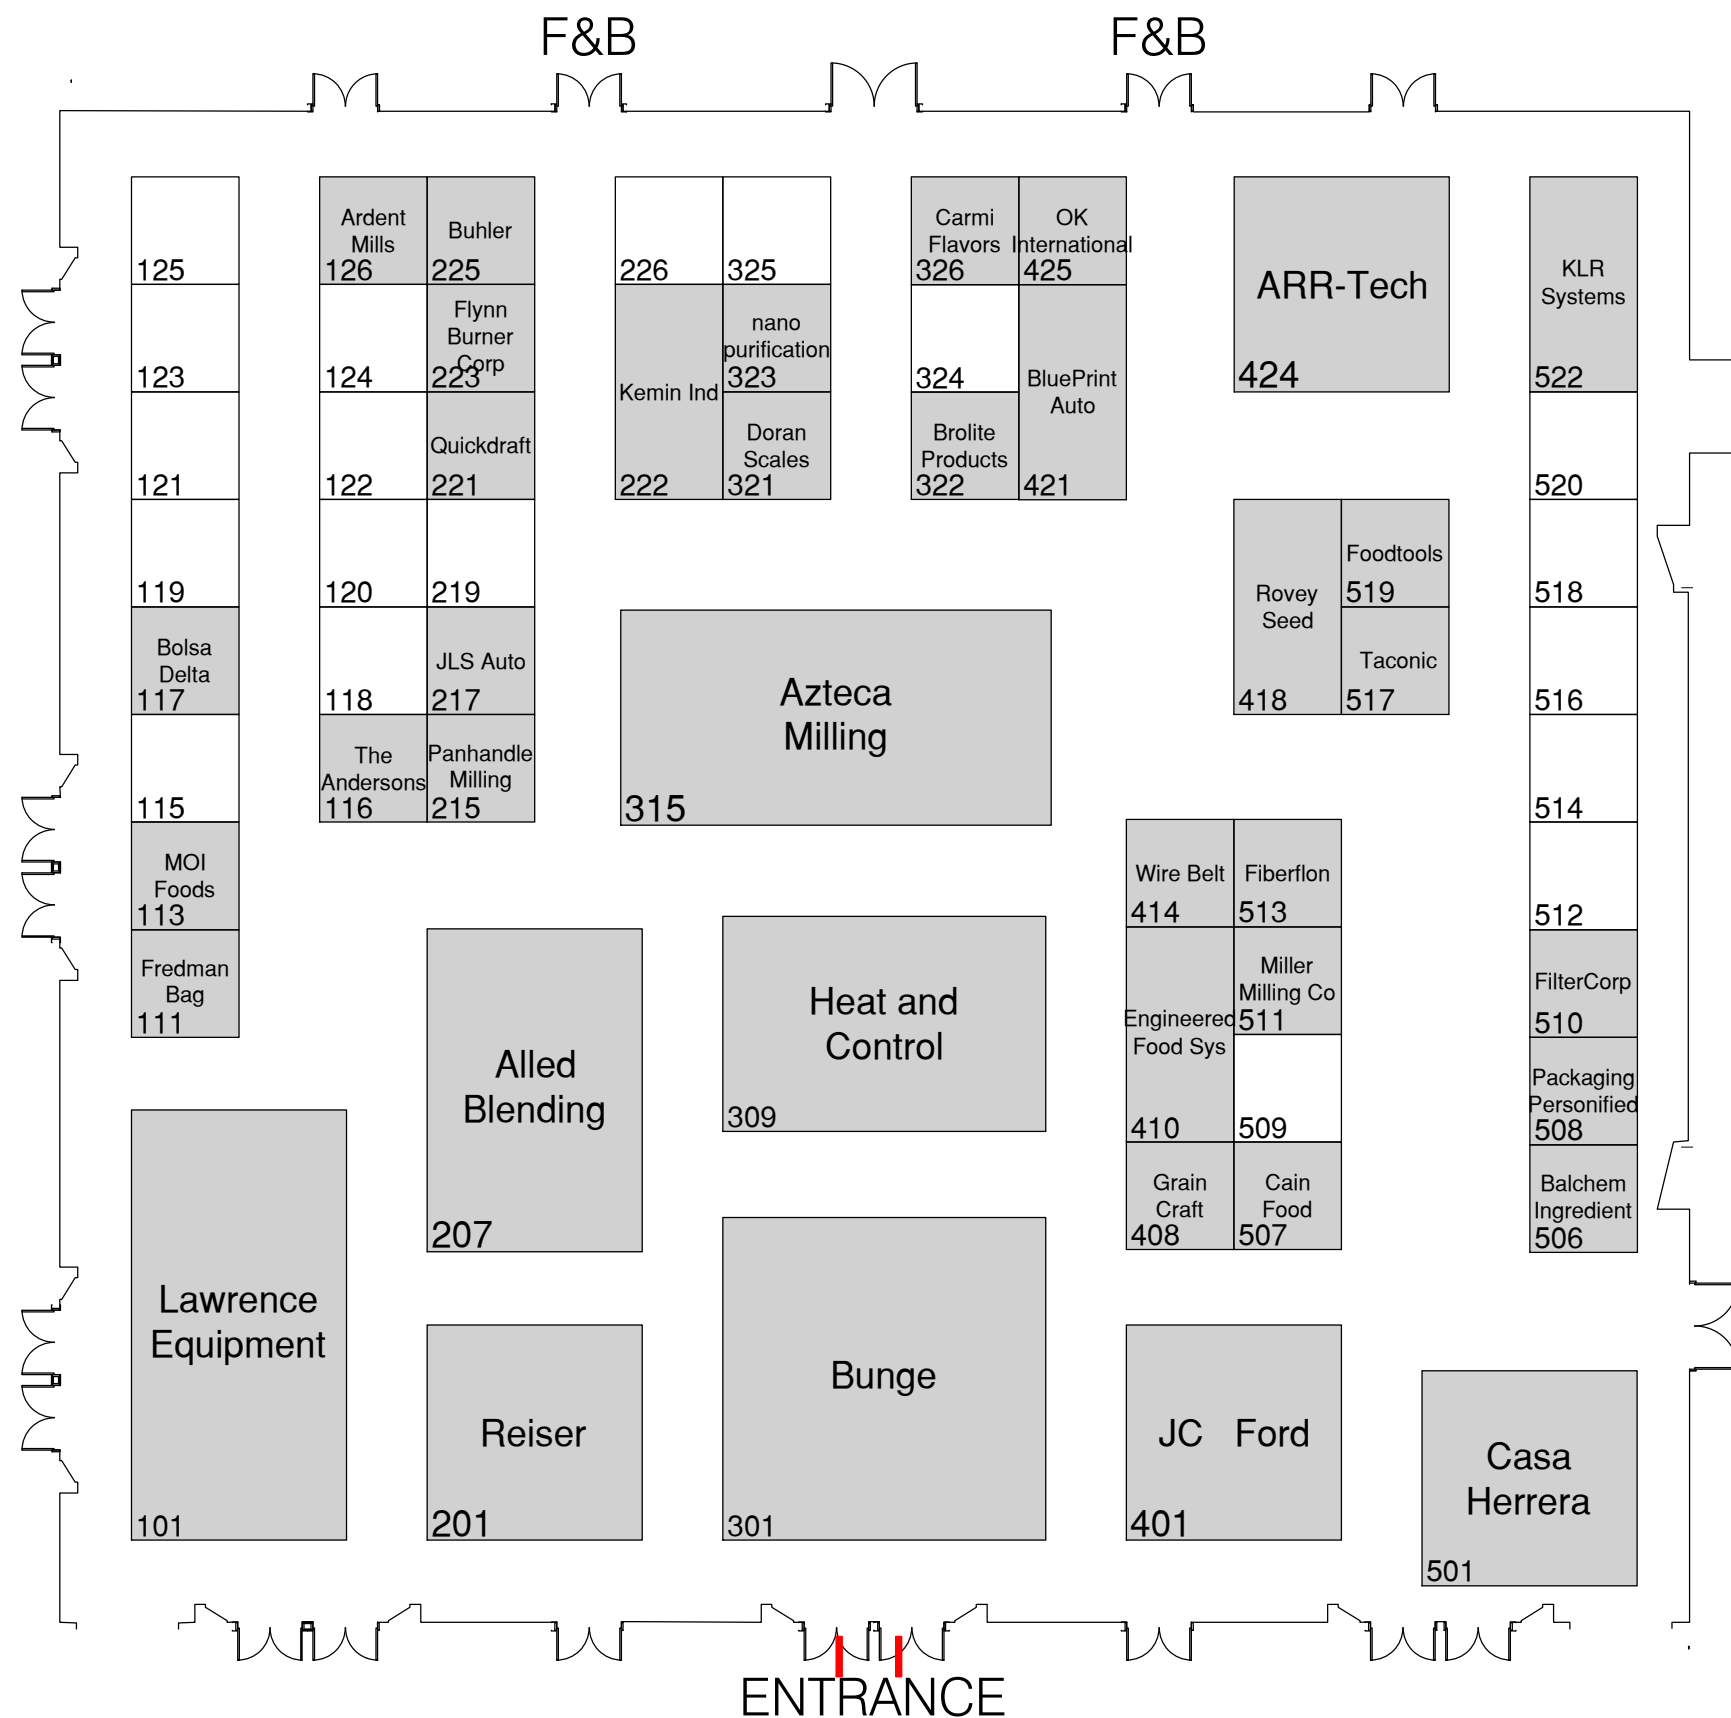 F&B
F&B
125
Ardent
Mills
126
Buhler
225
226
325
Carmi
Flavors
326
OK
International
425
ARR-Tech
424
KLR
Systems
522
123
124
Flynn
Burner
Corp
223
Kemin Ind
222
nano
purification
323
324
BluePrint
Auto
421
121
122
Quickdraft
221
Doran
Scales
321
Brolite
Products
322
520
119
120
219
Rovey
Seed
418
Foodtools
519
518
Bolsa
Delta
117
118
JLS Auto
217
Azteca
Milling
315
Taconic
517
516
115
The
Andersons
116
Panhandle
Milling
215
514
MOI
Foods
113
Wire Belt
414
Fiberflon
513
512
Fredman
Bag
111
Alled
Blending
207
Heat and
Control
309
Engineered
Food Sys
410
Miller
Milling Co
511
FilterCorp
510
509
Packaging
Personified
508
Grain
Craft
408
Cain
Food
507
Balchem
Ingredient
506
Lawrence
Equipment
101
Reiser
201
Bunge
301
JC Ford
401
Casa
Herrera
501
ENTRANCE